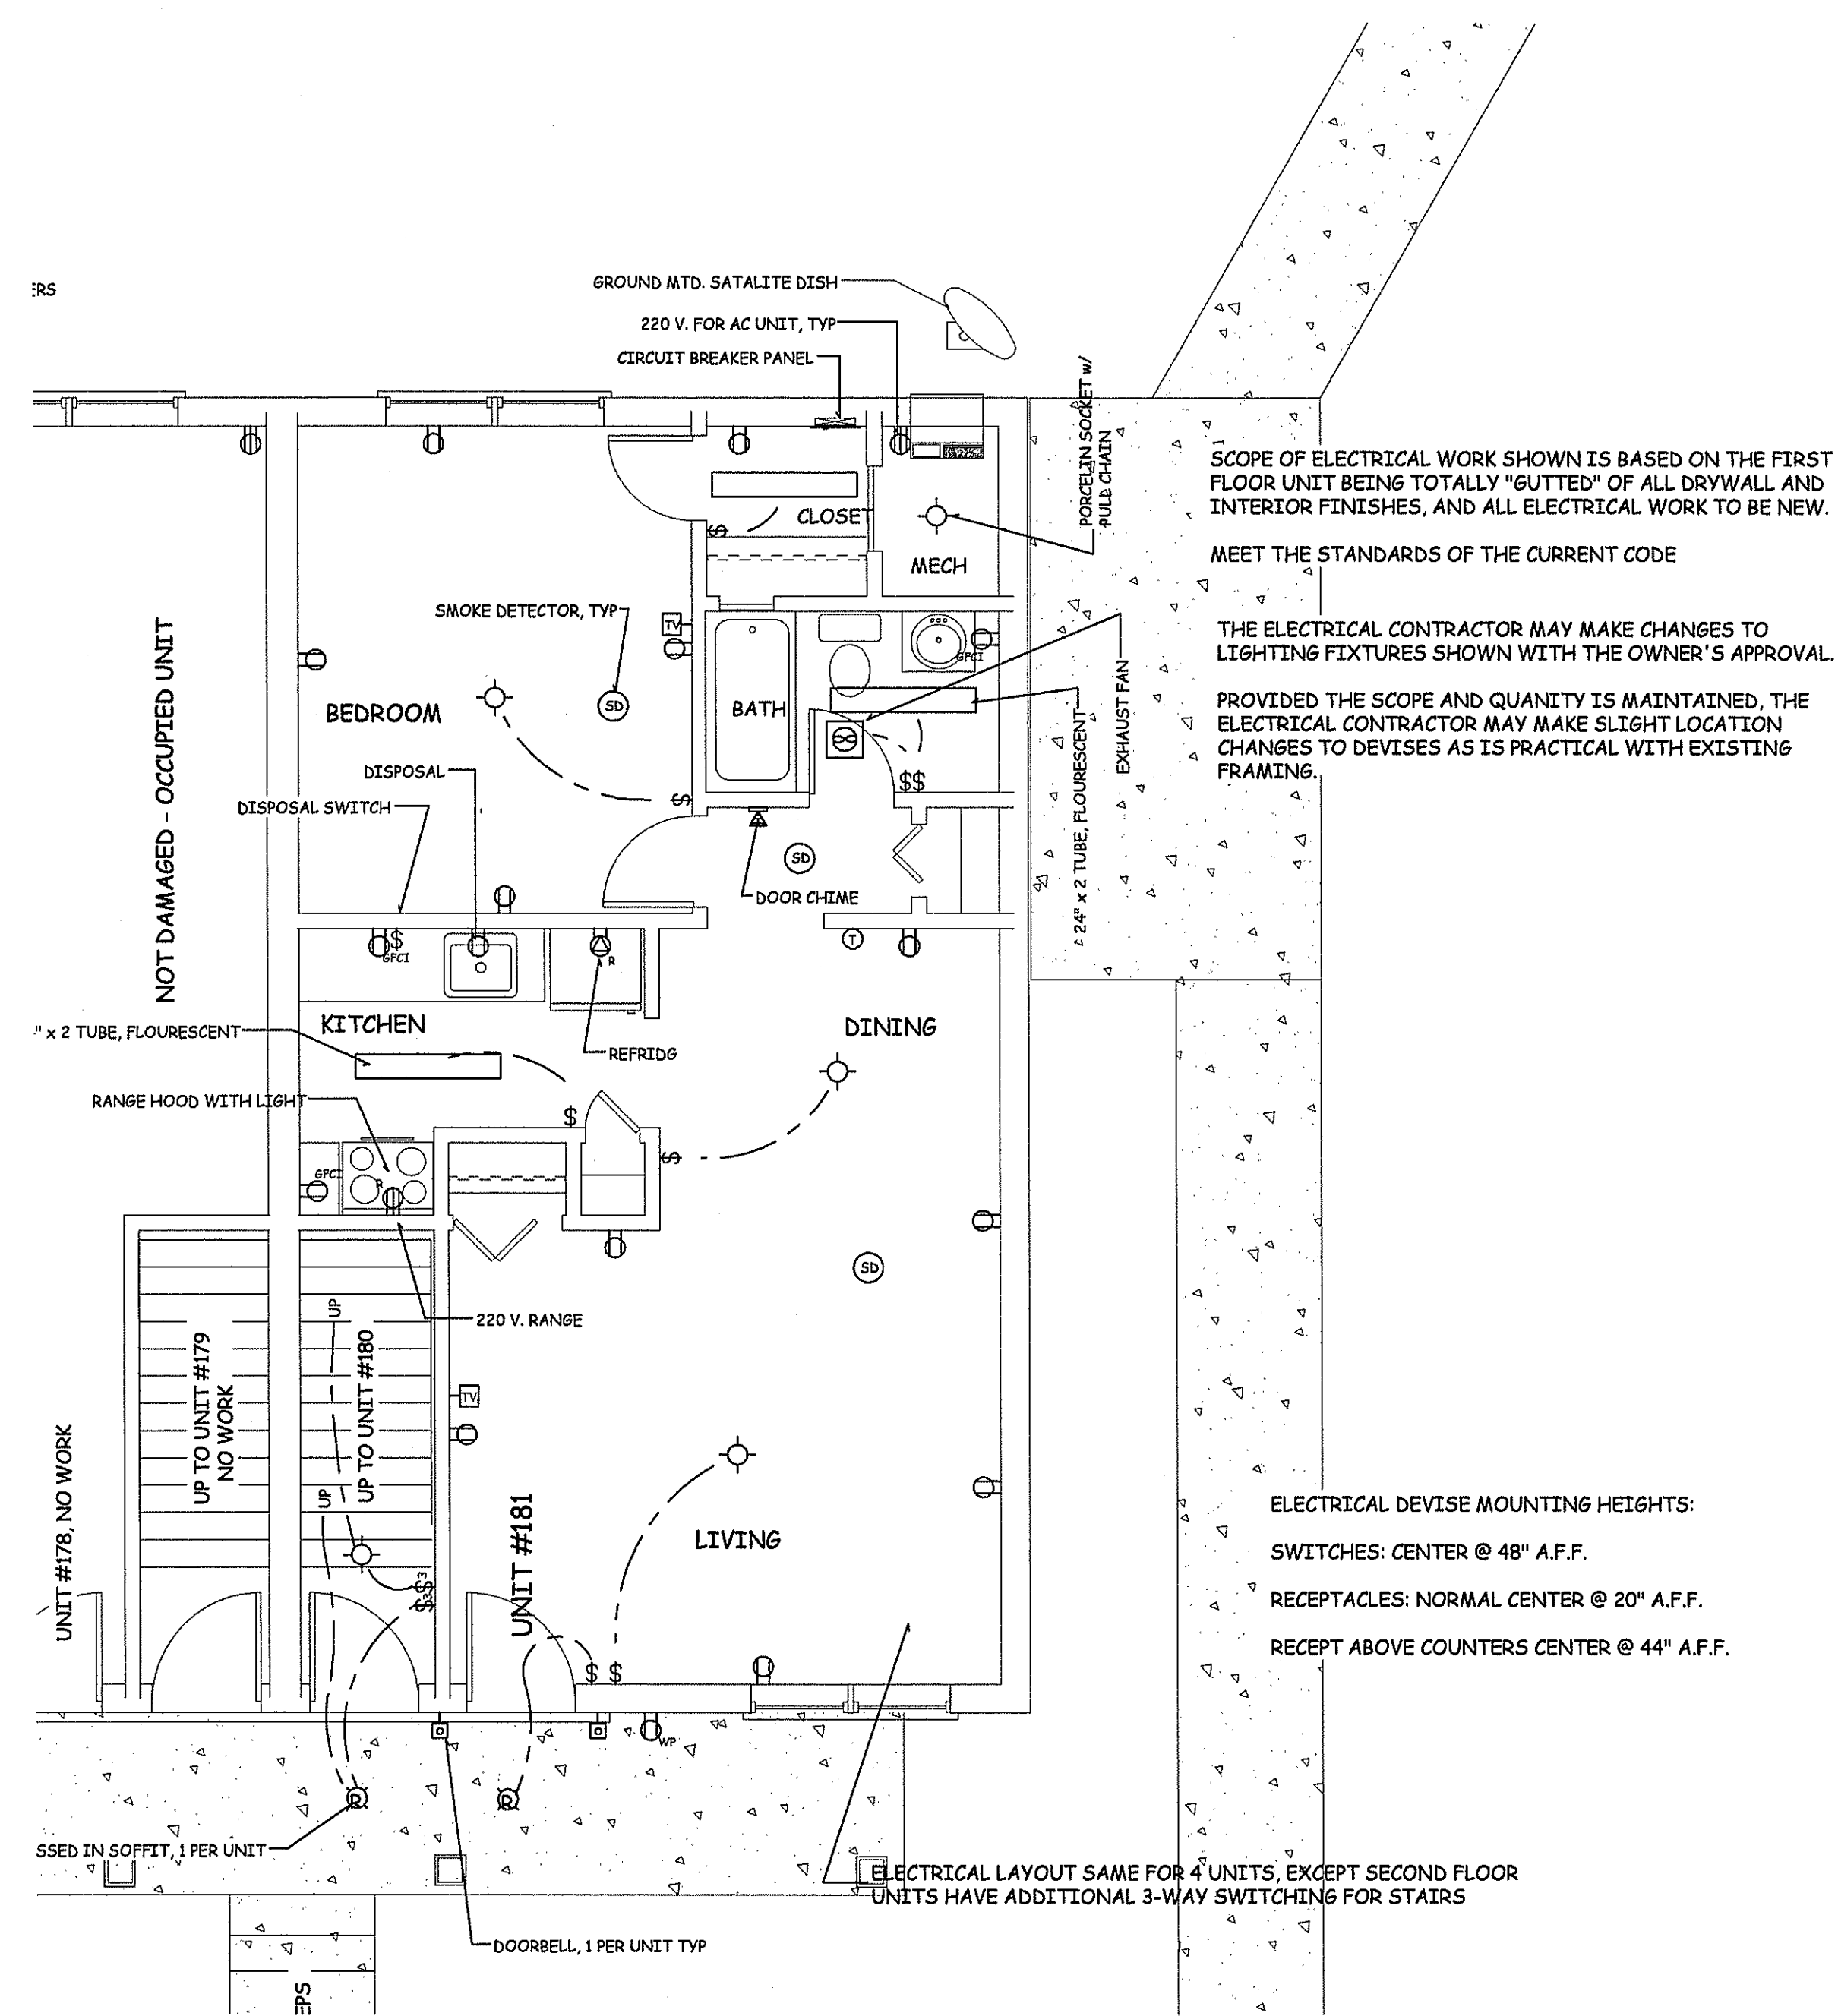 ERS
GROUND MTD. SATALITE DISH
220 V. FOR AC UNIT, TYP
CIRCUIT BREAKER PANEL
PORCELIN SOCKET w/
PULL CHAIN
SCOPE OF ELECTRICAL WORK SHOWN IS BASED ON THE FIRST
FLOOR UNIT BEING TOTALLY "GUTTED" OF ALL DRYWALL AND
INTERIOR FINISHES, AND ALL ELECTRICAL WORK TO BE NEW.
MEET THE STANDARDS OF THE CURRENT CODE
THE ELECTRICAL CONTRACTOR MAY MAKE CHANGES TO
LIGHTING FIXTURES SHOWN WITH THE OWNER'S APPROVAL.
PROVIDED THE SCOPE AND QUANITY IS MAINTAINED, THE
ELECTRICAL CONTRACTOR MAY MAKE SLIGHT LOCATION
CHANGES TO DEVISES AS IS PRACTICAL WITH EXISTING
FRAMING.
CLOSET
$
MECH
SMOKE DETECTOR, TYP
TV
GFCI
EXHAUST FAN
NOT DAMAGED - OCCUPIED UNIT
BEDROOM
SD
BATH
24" x 2 TUBE, FLOURESCENT
DISPOSAL
$$
$
DISPOSAL SWITCH
SD
DOOR CHIME
$
GFCI
R
T
KITCHEN
DINING
" x 2 TUBE, FLOURESCENT
REFRIDG
RANGE HOOD WITH LIGHT
$
$
GFCI
R
SD
UP
220 V. RANGE
UP TO UNIT #179
NO WORK
UP TO UNIT #180
TV
UNIT #178, NO WORK
UP
UNIT #181
LIVING
ELECTRICAL DEVISE MOUNTING HEIGHTS:
SWITCHES: CENTER @ 48" A.F.F.
RECEPTACLES: NORMAL CENTER @ 20" A.F.F.
RECEPT ABOVE COUNTERS CENTER @ 44" A.F.F.
$3
$3
$ $
WP
R
R
SSED IN SOFFIT, 1 PER UNIT
ELECTRICAL LAYOUT SAME FOR 4 UNITS, EXCEPT SECOND FLOOR
UNITS HAVE ADDITIONAL 3-WAY SWITCHING FOR STAIRS
DOORBELL, 1 PER UNIT TYP
EPS